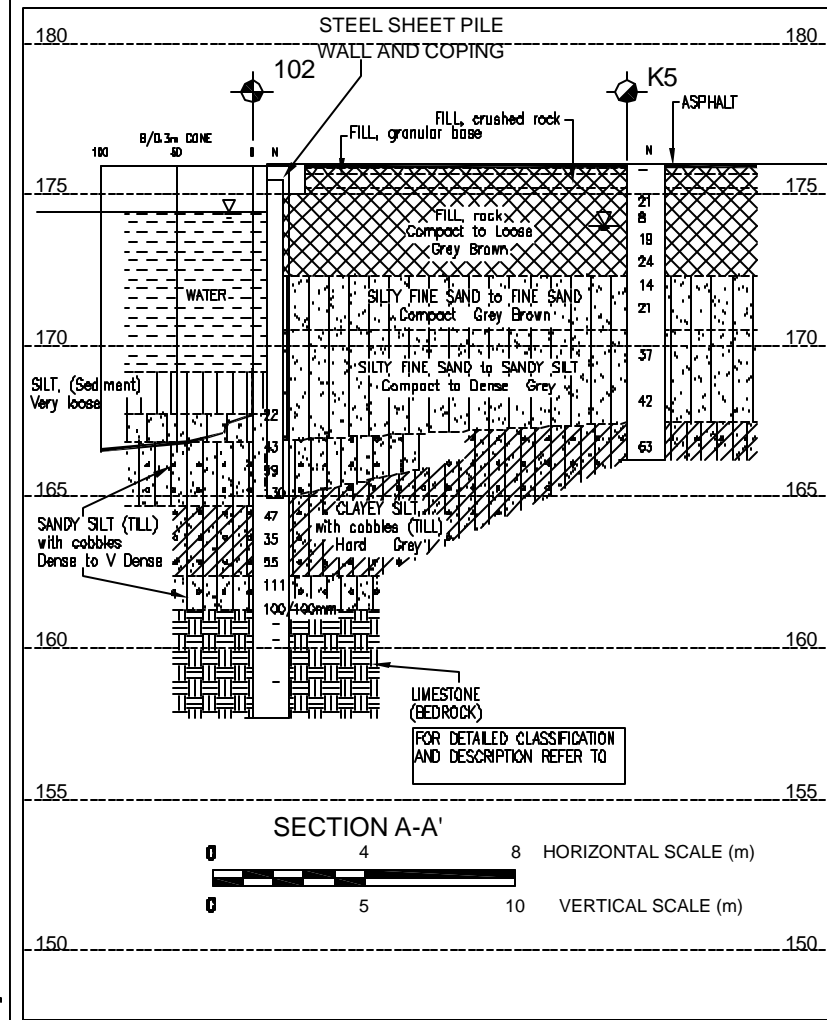 STEEL SHEET PILE
WALL AND COPING
180
180
102
K5
ASPHALT
FILL, crushed rock
FILL, granular base
B/0.3m CONE
100
50
0
N
N
175
175
21
8
19
24
14
21
37
42
63
FILL, rock
Compact to Loose
Grey Brown
WATER
SILTY FINE SAND to FINE SAND
Compact Grey Brown
170
170
SILTY FINE SAND to SANDY SILT
Compact to Dense Grey
SILT, (Sediment)
Very loose
22
43
39
30
47
35
55
111
100/100mm
165
165
CLAYEY SILT
with cobbles (TILL)
Hard Grey
SANDY SILT (TILL)
with cobbles
Dense to V Dense
160
160
LIMESTONE
(BEDROCK)
FOR DETAILED CLASSIFICATION
AND DESCRIPTION REFER TO
155
155
SECTION A-A'
0 4 8 HORIZONTAL SCALE (m)
0 5 10 VERTICAL SCALE (m)
150
150